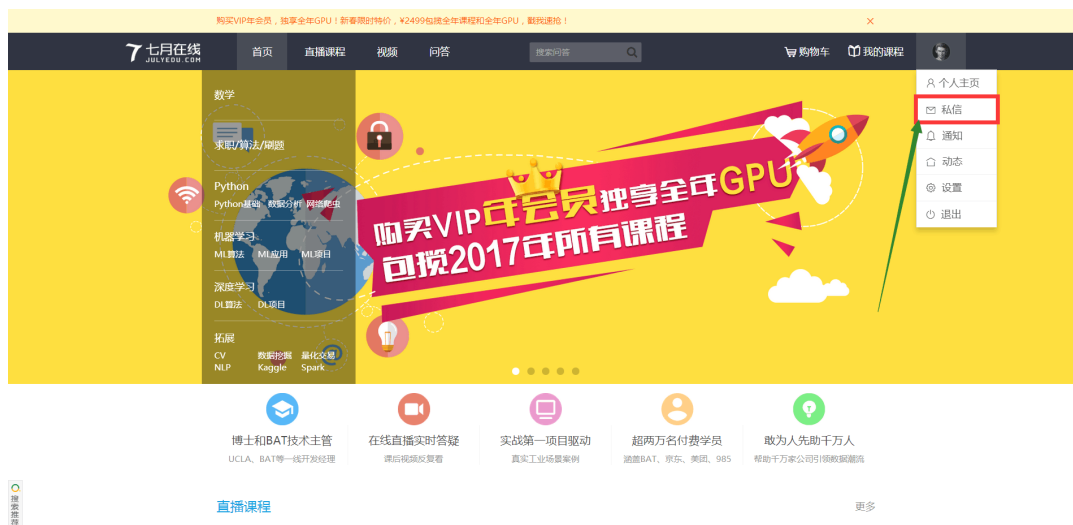 购买VIP年会员，独享全年GPU！新春限时特价，¥2499包揽全年课程和全年GPU，戳我速抢！
七月在线 首页 直播课程 视频 问答 搜索问答 购物车 我的课程
JULYEDU.COM
个人主页
私信
通知
动态
设置
退出
数学
求职/算法/刷题
Python
Python基础 数据分析 网络爬虫
机器学习
ML算法 ML应用 ML项目
深度学习
DL算法 DL项目
拓展
CV 数据挖掘 量化交易
NLP Kaggle Spark
购买VIP年会员独享全年GPU
包揽2017年所有课程
博士和BAT技术主管 在线直播实时答疑 实战第一项目驱动 超两万名付费学员 敢为人先助千万人
UCLA、BAT等一线开发经理 课后视频反复看 真实工业场景案例 涵盖BAT、京东、美团、985 帮助千万家公司引领数据潮流
搜索推荐
直播课程 更多